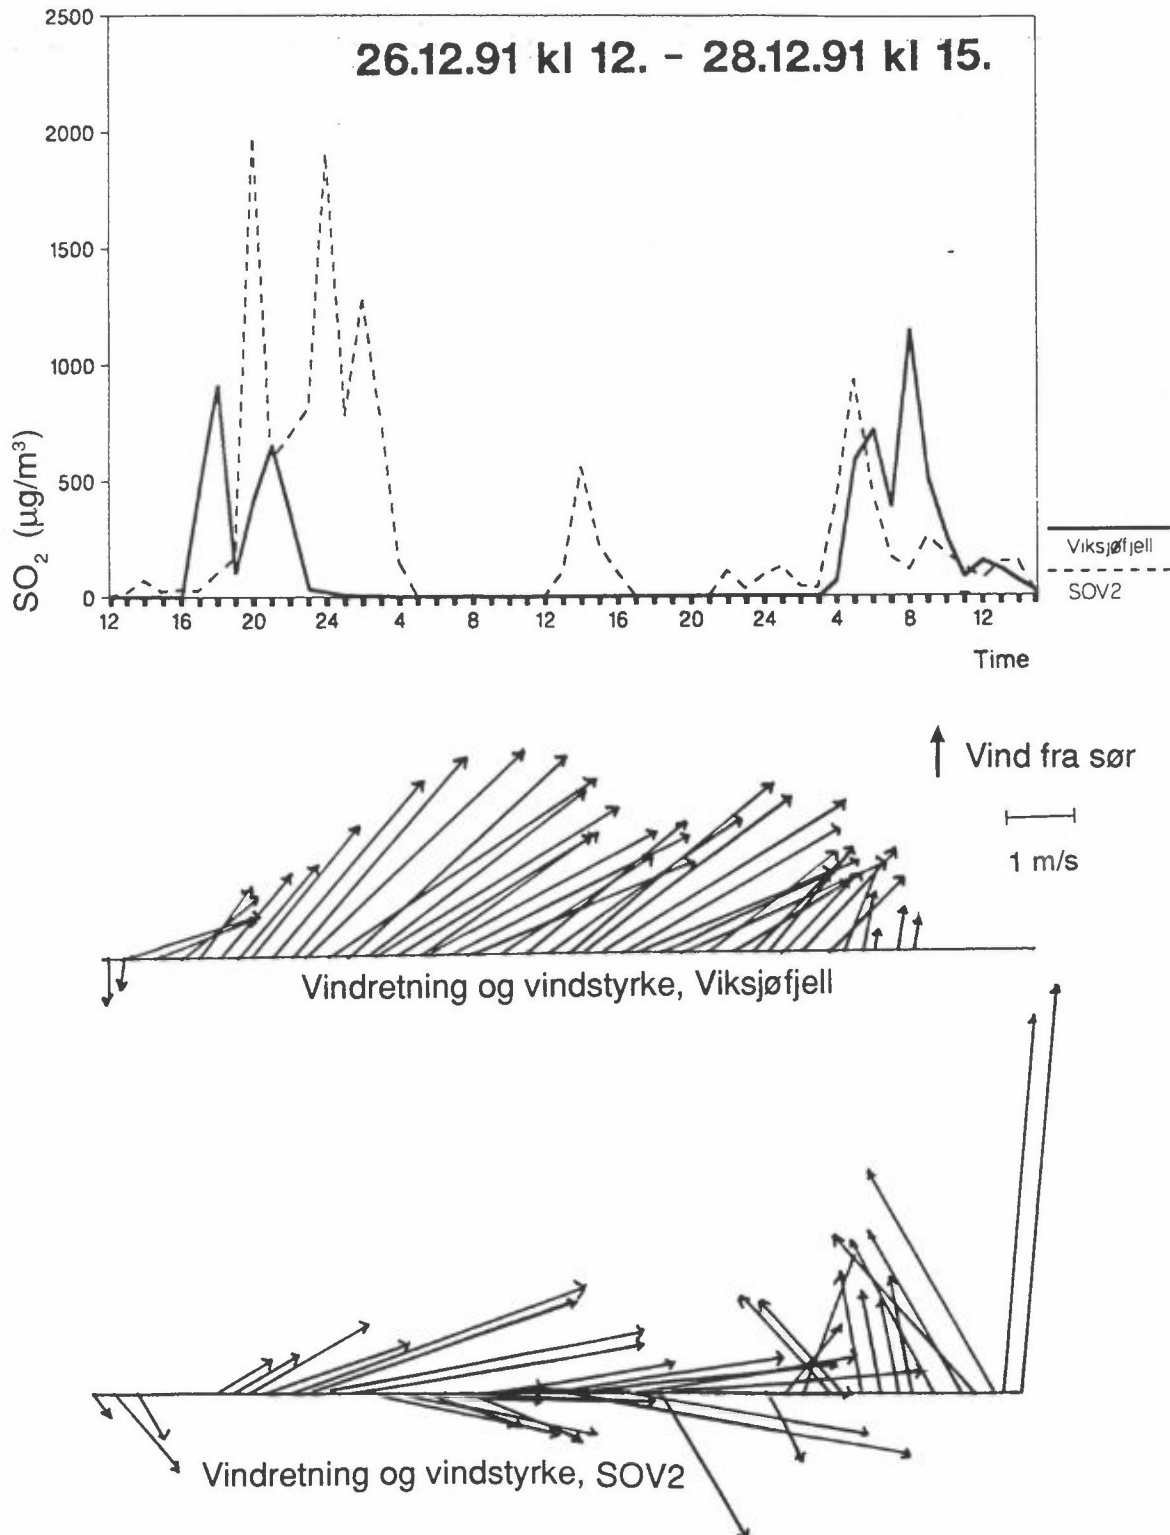 26.12.91 kl 12. - 28.12.91 kl 15.
2500
2000
1500
1000
500
0
SO2 (µg/m³)
12 16 20 24 4 8 12 14 20 24 4 8 12
Time
Viksjøfjell
SOV2
Vind fra sør
1 m/s
Vindretning og vindstyrke, Viksjøfjell
Vindretning og vindstyrke, SOV2